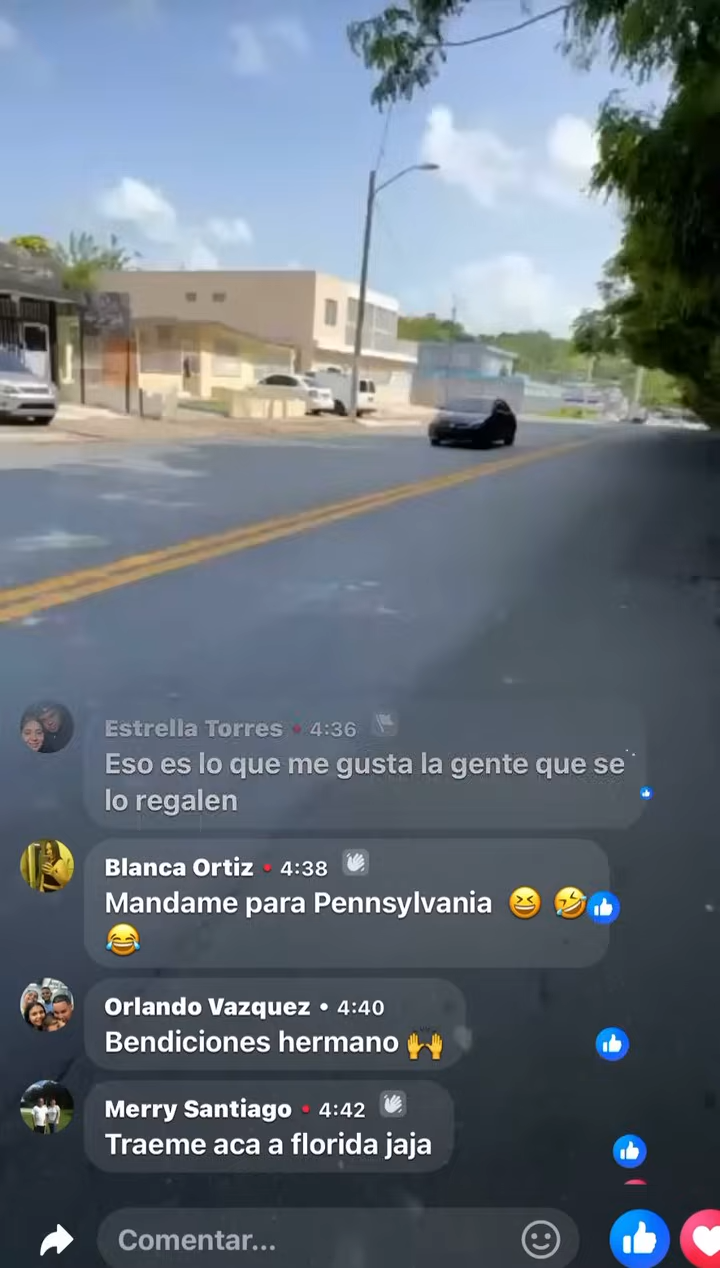 Estrella Torres • 4:36
Eso es lo que me gusta la gente que se
lo regalen
Blanca Ortiz • 4:38
Mandame para Pennsylvania 😆 🤣
😂
Orlando Vazquez • 4:40
Bendiciones hermano 🙌
Merry Santiago • 4:42
Traeme aca a florida jaja
Comentar...